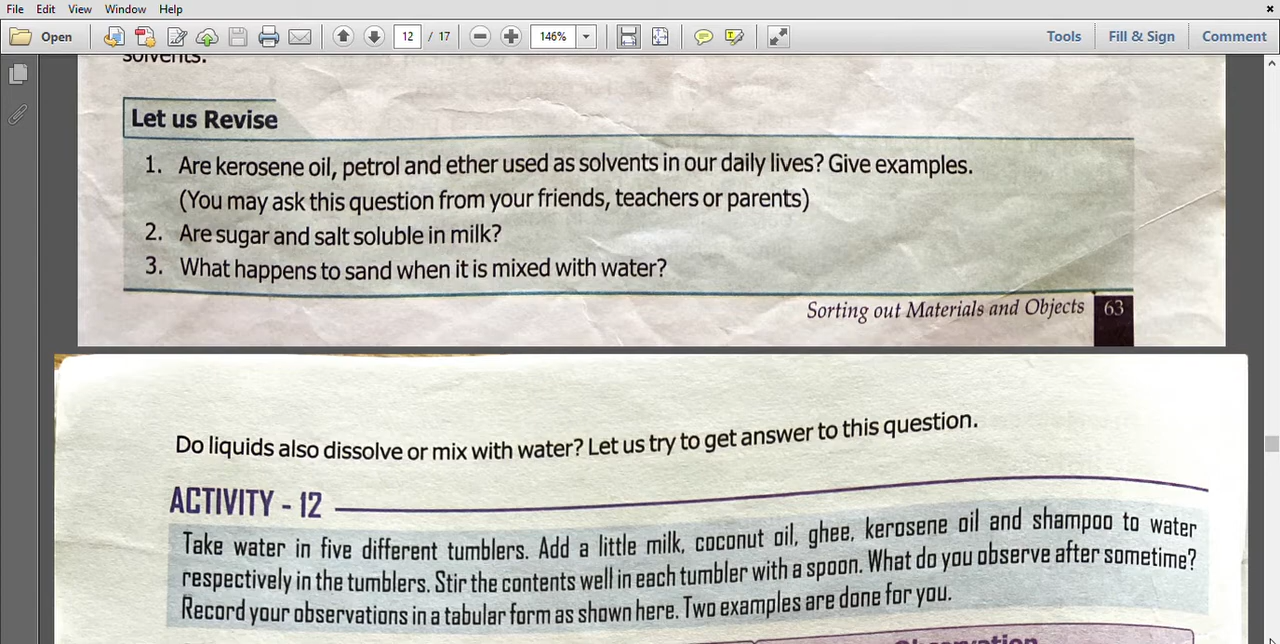 File Edit View Window Help
Open 12 / 17 146% Tools Fill & Sign Comment
solvents.
Let us Revise
1. Are kerosene oil, petrol and ether used as solvents in our daily lives? Give examples.
(You may ask this question from your friends, teachers or parents)
2. Are sugar and salt soluble in milk?
3. What happens to sand when it is mixed with water?
Sorting out Materials and Objects 63
Do liquids also dissolve or mix with water? Let us try to get answer to this question.
ACTIVITY - 12
Take water in five different tumblers. Add a little milk, coconut oil, ghee, kerosene oil and shampoo to water
respectively in the tumblers. Stir the contents well in each tumbler with a spoon. What do you observe after sometime?
Record your observations in a tabular form as shown here. Two examples are done for you.
Observation